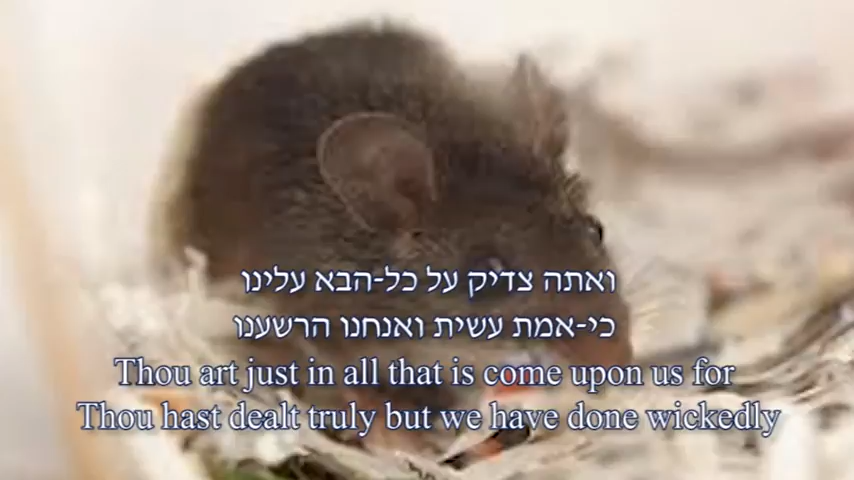 ואתה צדיק על כל-הבא עלינו
כי-אמת עשית ואנחנו הרשענו
Thou art just in all that is come upon us for
Thou hast dealt truly but we have done wickedly